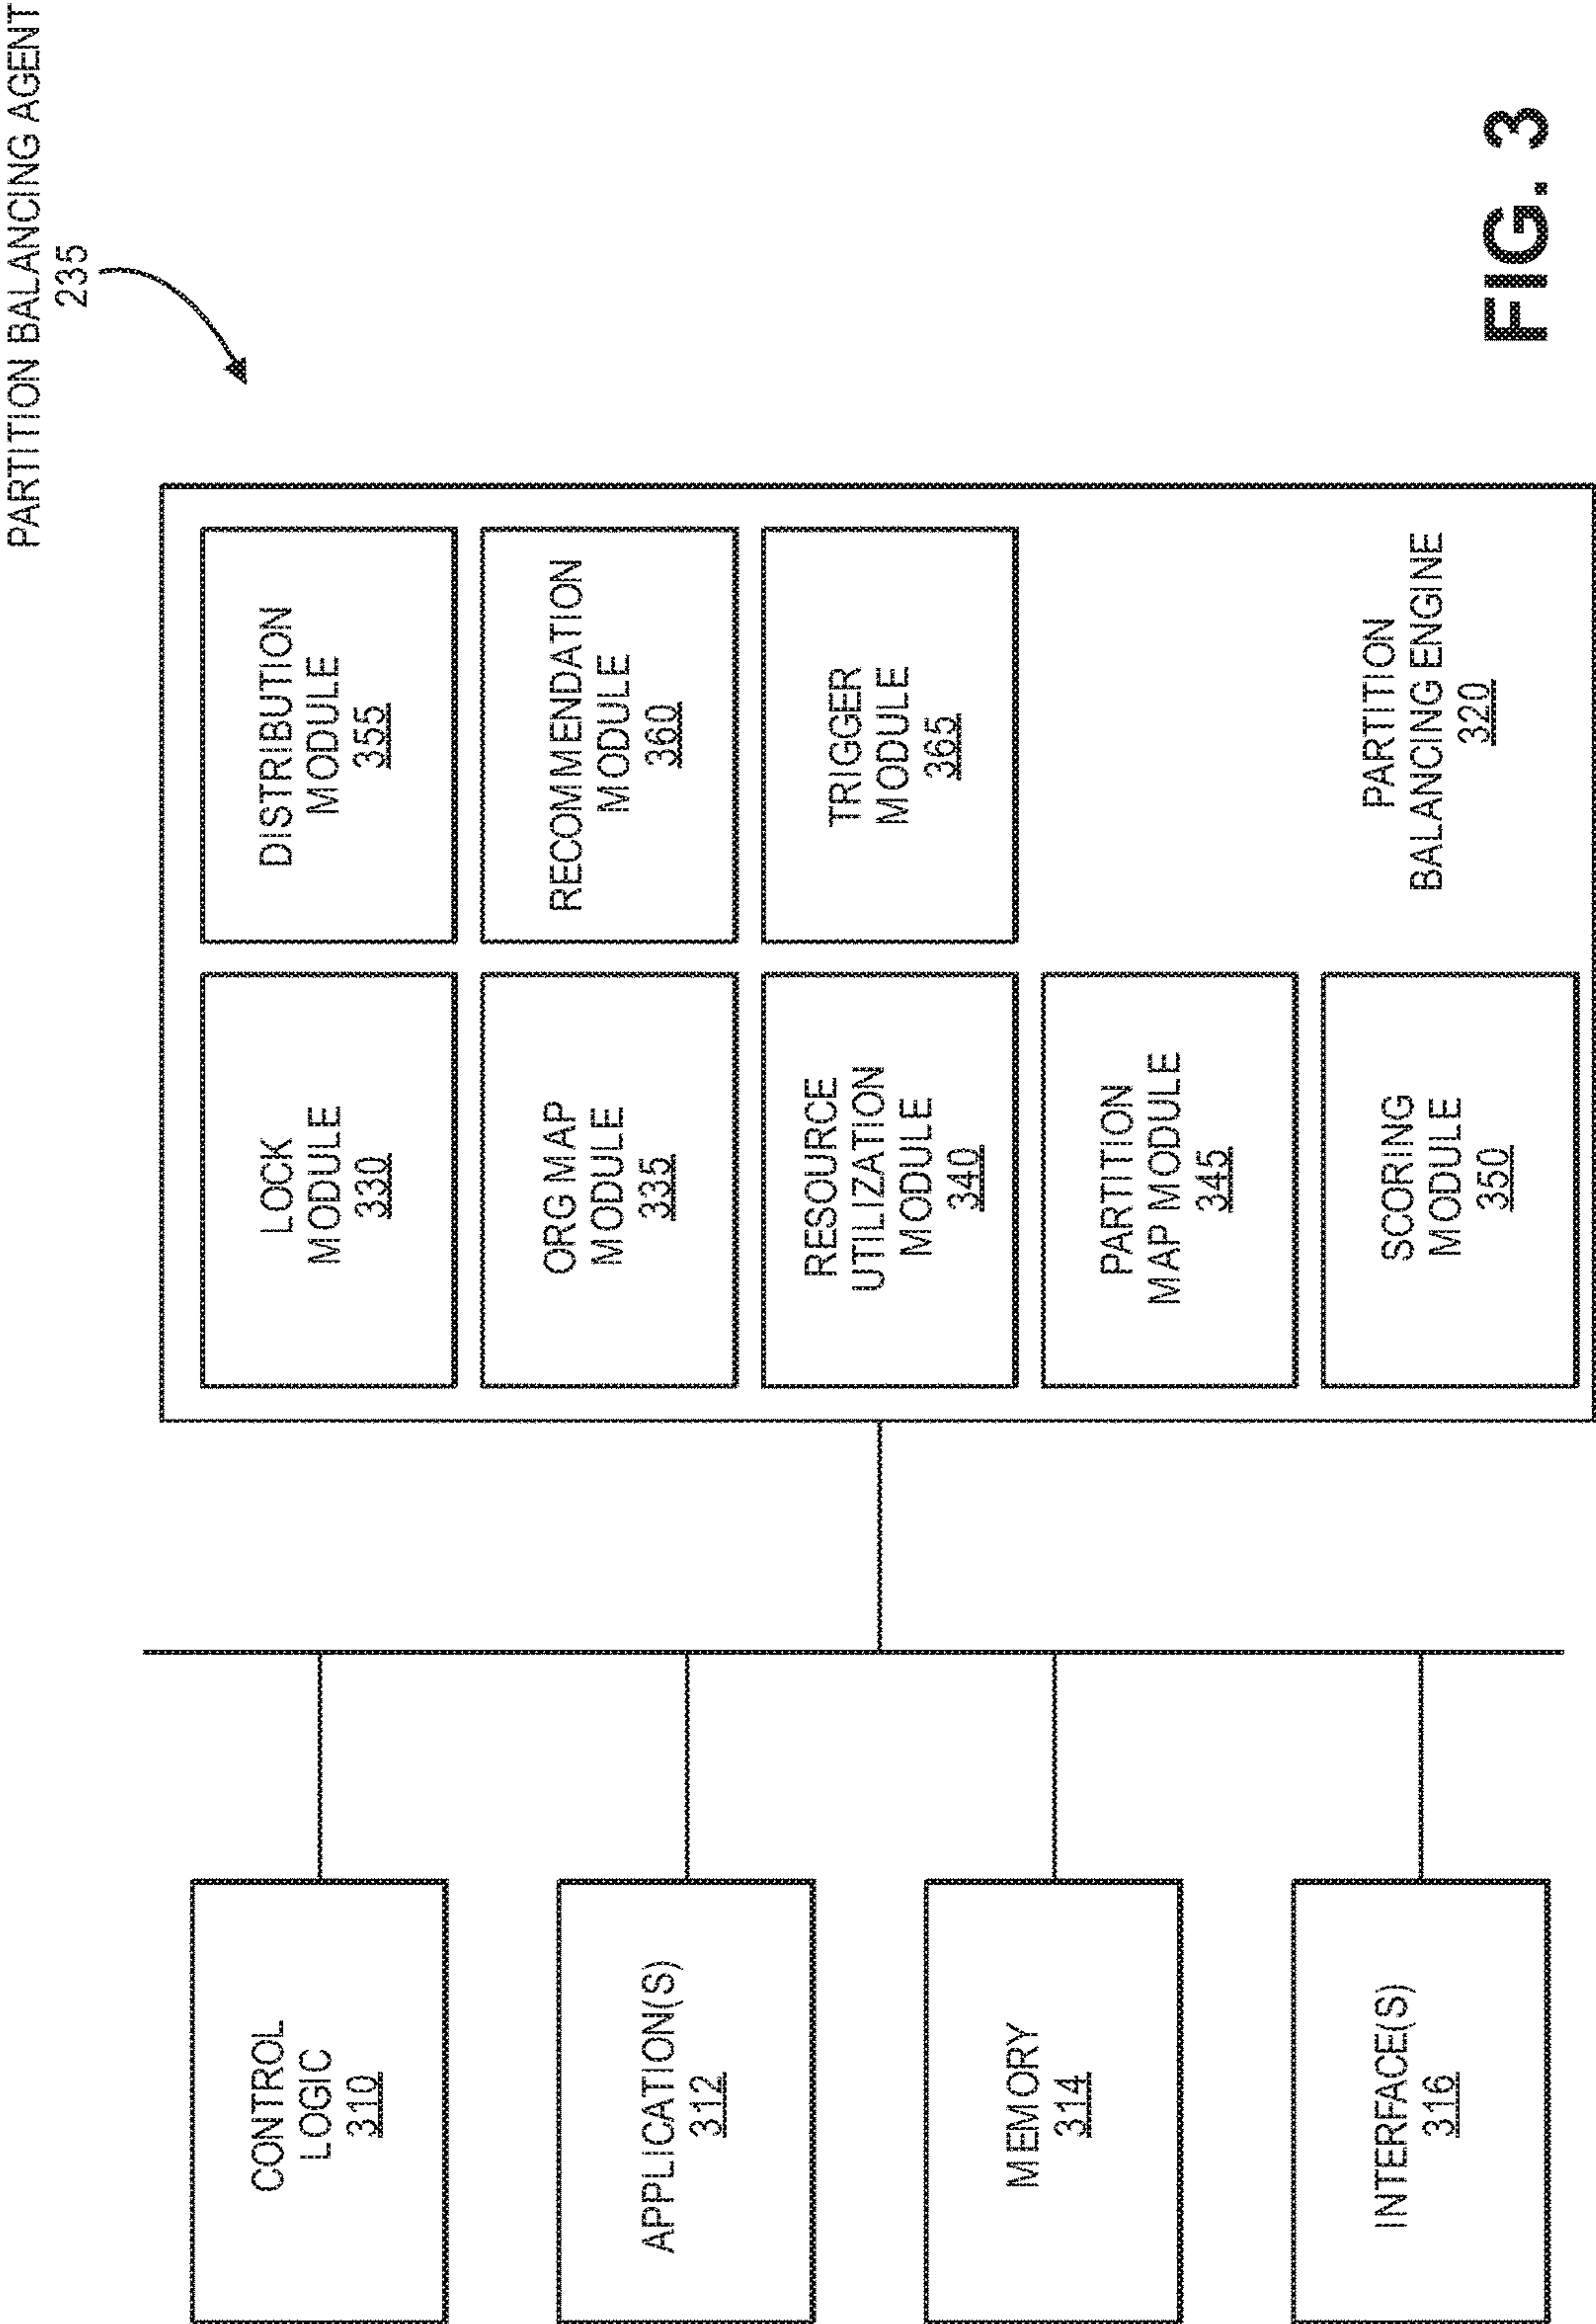 PARTITION BALANCING AGENT
235
CONTROL
LOGIC
310
APPLICATION(S)
312
MEMORY
314
INTERFACE(S)
316
LOCK
MODULE
330
ORG MAP
MODULE
335
RESOURCE
UTILIZATION
MODULE
340
PARTITION
MAP MODULE
345
SCORING
MODULE
350
DISTRIBUTION
MODULE
355
RECOMMENDATION
MODULE
360
TRIGGER
MODULE
365
PARTITION
BALANCING ENGINE
320
FIG. 3